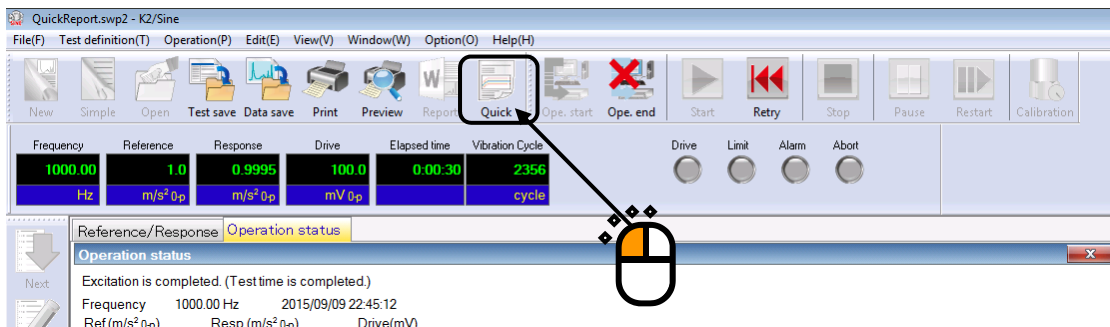 QuickReport.swp2 - K2/Sine
File(F) Test definition(T) Operation(P) Edit(E) View(V) Window(W) Option(O) Help(H)
New Simple Open Test save Data save Print Preview Report Quick Ope. start Ope. end Start Retry Stop Pause Restart Calibration
Frequency Reference Response Drive Elapsed time Vibration Cycle Drive Limit Alarm Abort
1000.00 1.0 0.9995 100.0 0:00:30 2356
Hz m/s² 0-p m/s² 0-p mV 0-p cycle
Reference/Response Operation status
Operation status
Next
Excitation is completed. (Test time is completed.)
Frequency 1000.00 Hz 2015/09/09 22:45:12
Ref(m/s² 0-p) Resp (m/s² 0-p) Drive(mV)